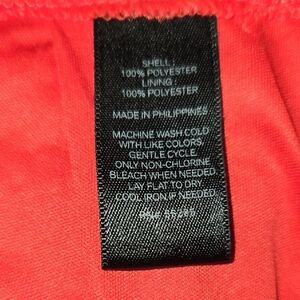 SHELL :
100% POLYESTER
LINING :
100% POLYESTER
MADE IN PHILIPPINES
MACHINE WASH COLD
WITH LIKE COLORS,
GENTLE CYCLE.
ONLY NON-CHLORINE
BLEACH WHEN NEEDED.
LAY FLAT TO DRY.
COOL IRON IF NEEDED.